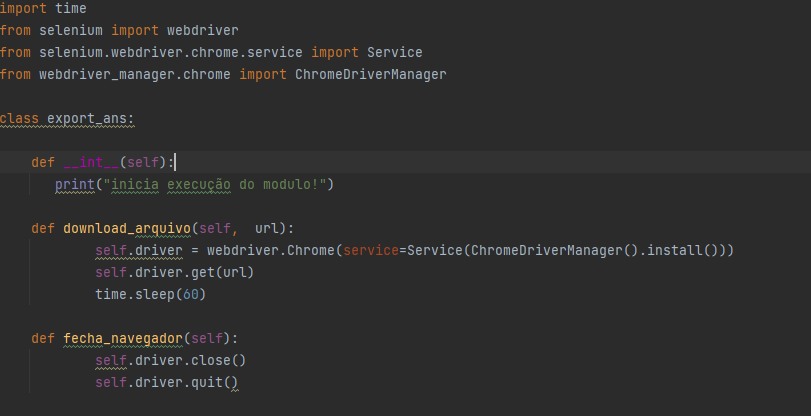 import time
from selenium import webdriver
from selenium.webdriver.chrome.service import Service
from webdriver_manager.chrome import ChromeDriverManager
class export_ans:
def __int__(self):
print("inicia execução do modulo!")
def download_arquivo(self, url):
self.driver = webdriver.Chrome(service=Service(ChromeDriverManager().install()))
self.driver.get(url)
time.sleep(60)
def fecha_navegador(self):
self.driver.close()
self.driver.quit()